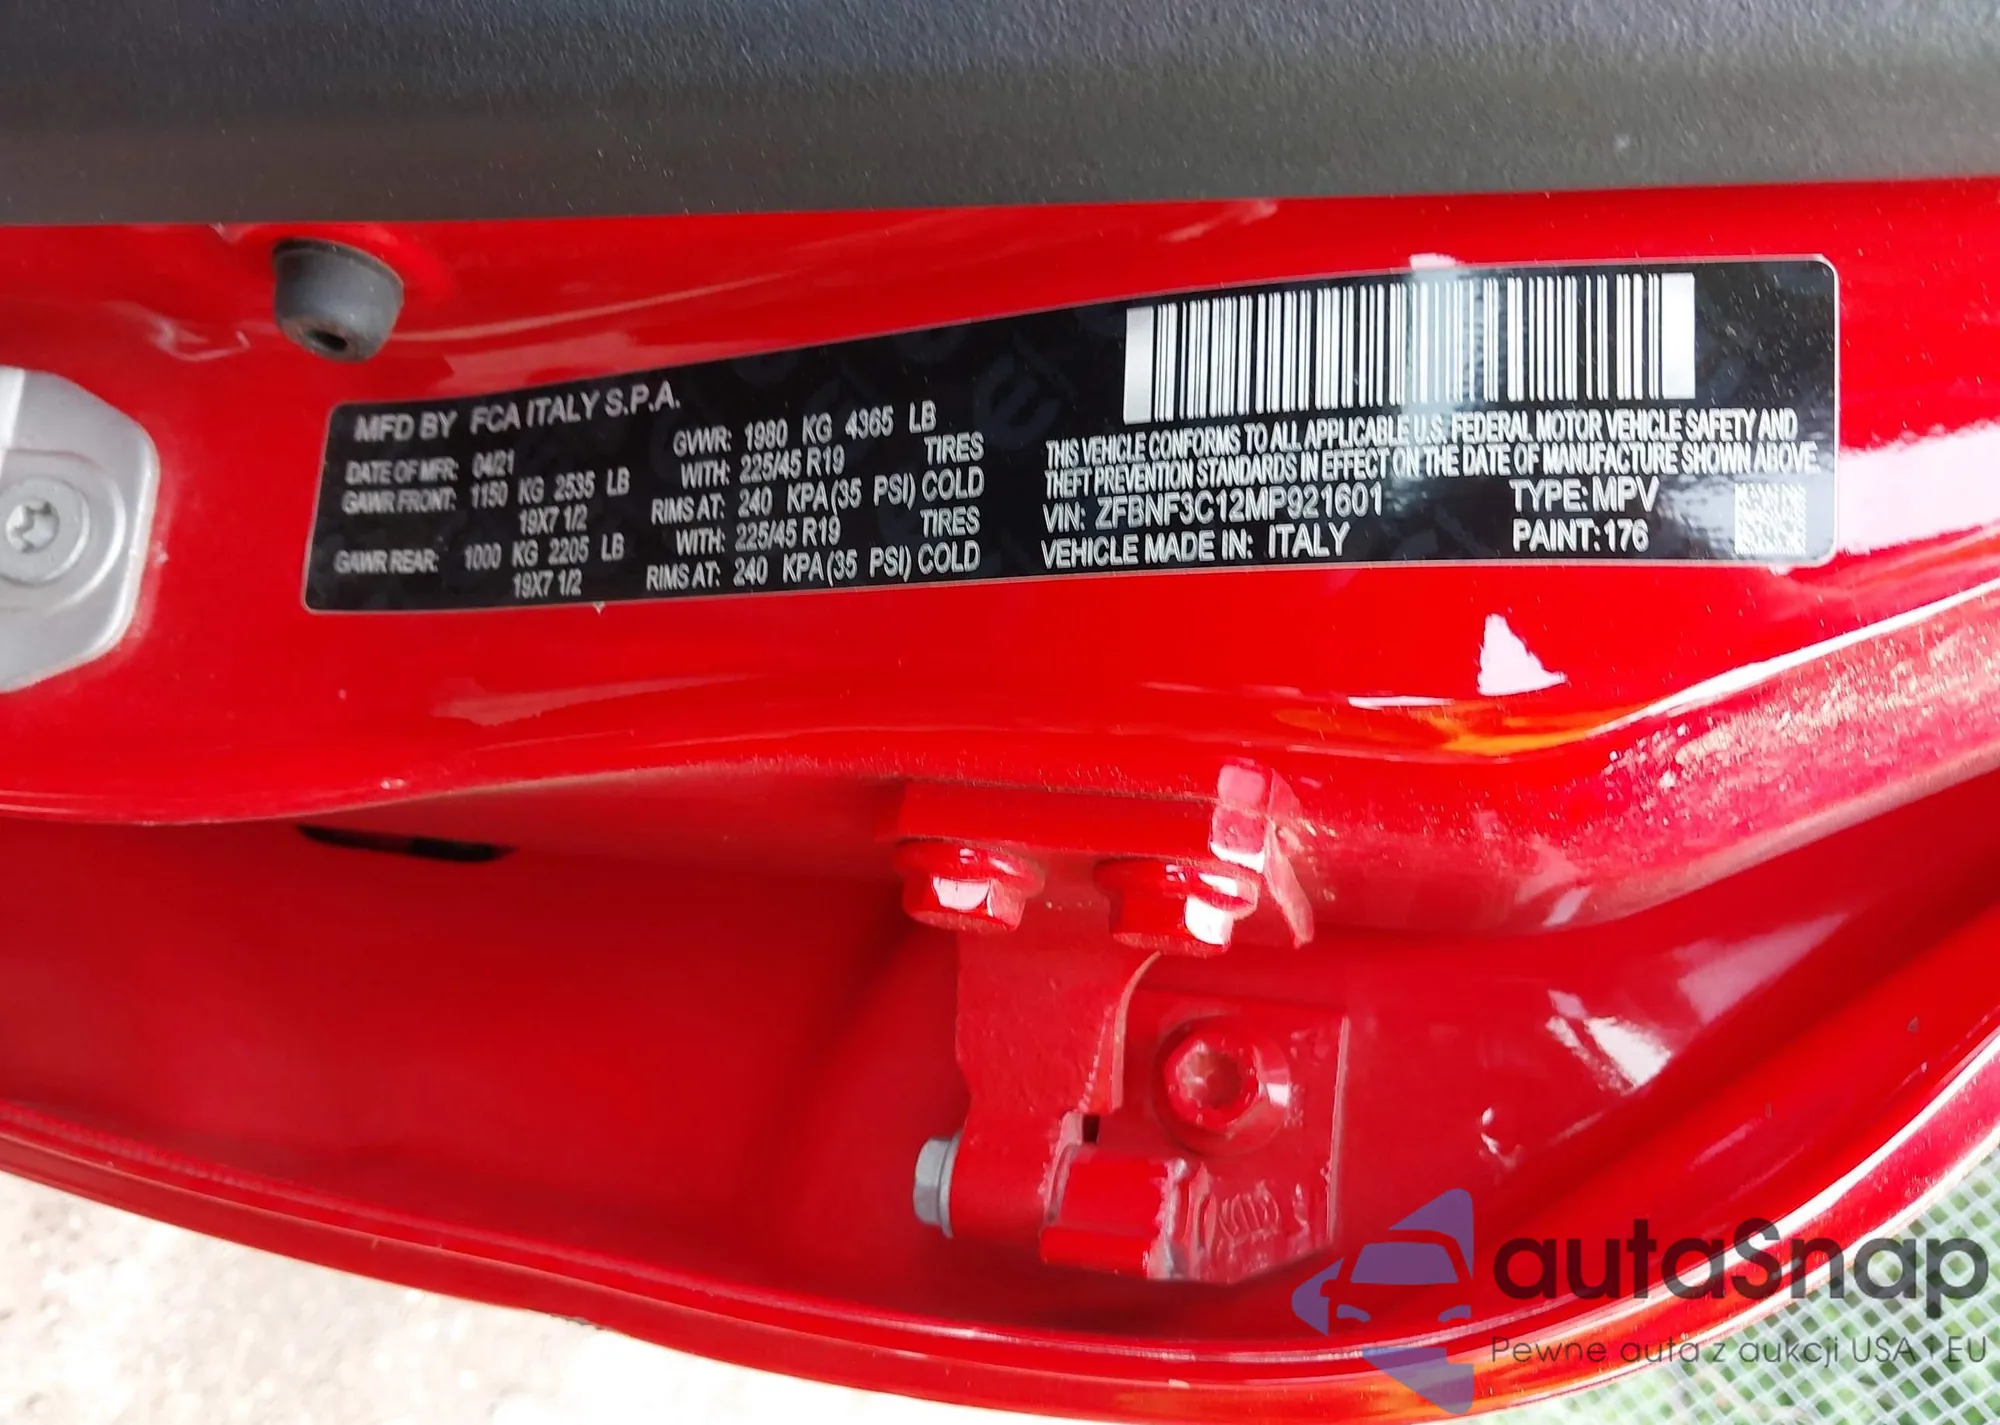 MFD BY FCA ITALY S.P.A.
DATE OF MFR: 04/21 GVWR: 1980 KG 4365 LB
GAWR FRONT: 1150 KG 2535 LB WITH: 225/45 R19 TIRES
19X7 1/2 RIMS AT: 240 KPA (35 PSI) COLD
GAWR REAR: 1000 KG 2205 LB WITH: 225/45 R19 TIRES
19X7 1/2 RIMS AT: 240 KPA (35 PSI) COLD
THIS VEHICLE CONFORMS TO ALL APPLICABLE U.S. FEDERAL MOTOR VEHICLE SAFETY AND
THEFT PREVENTION STANDARDS IN EFFECT ON THE DATE OF MANUFACTURE SHOWN ABOVE.
VIN: ZFBNF3C12MP921601 TYPE: MPV
VEHICLE MADE IN: ITALY PAINT: 176
autaSnap
Pewne auta z aukcji USA i EU